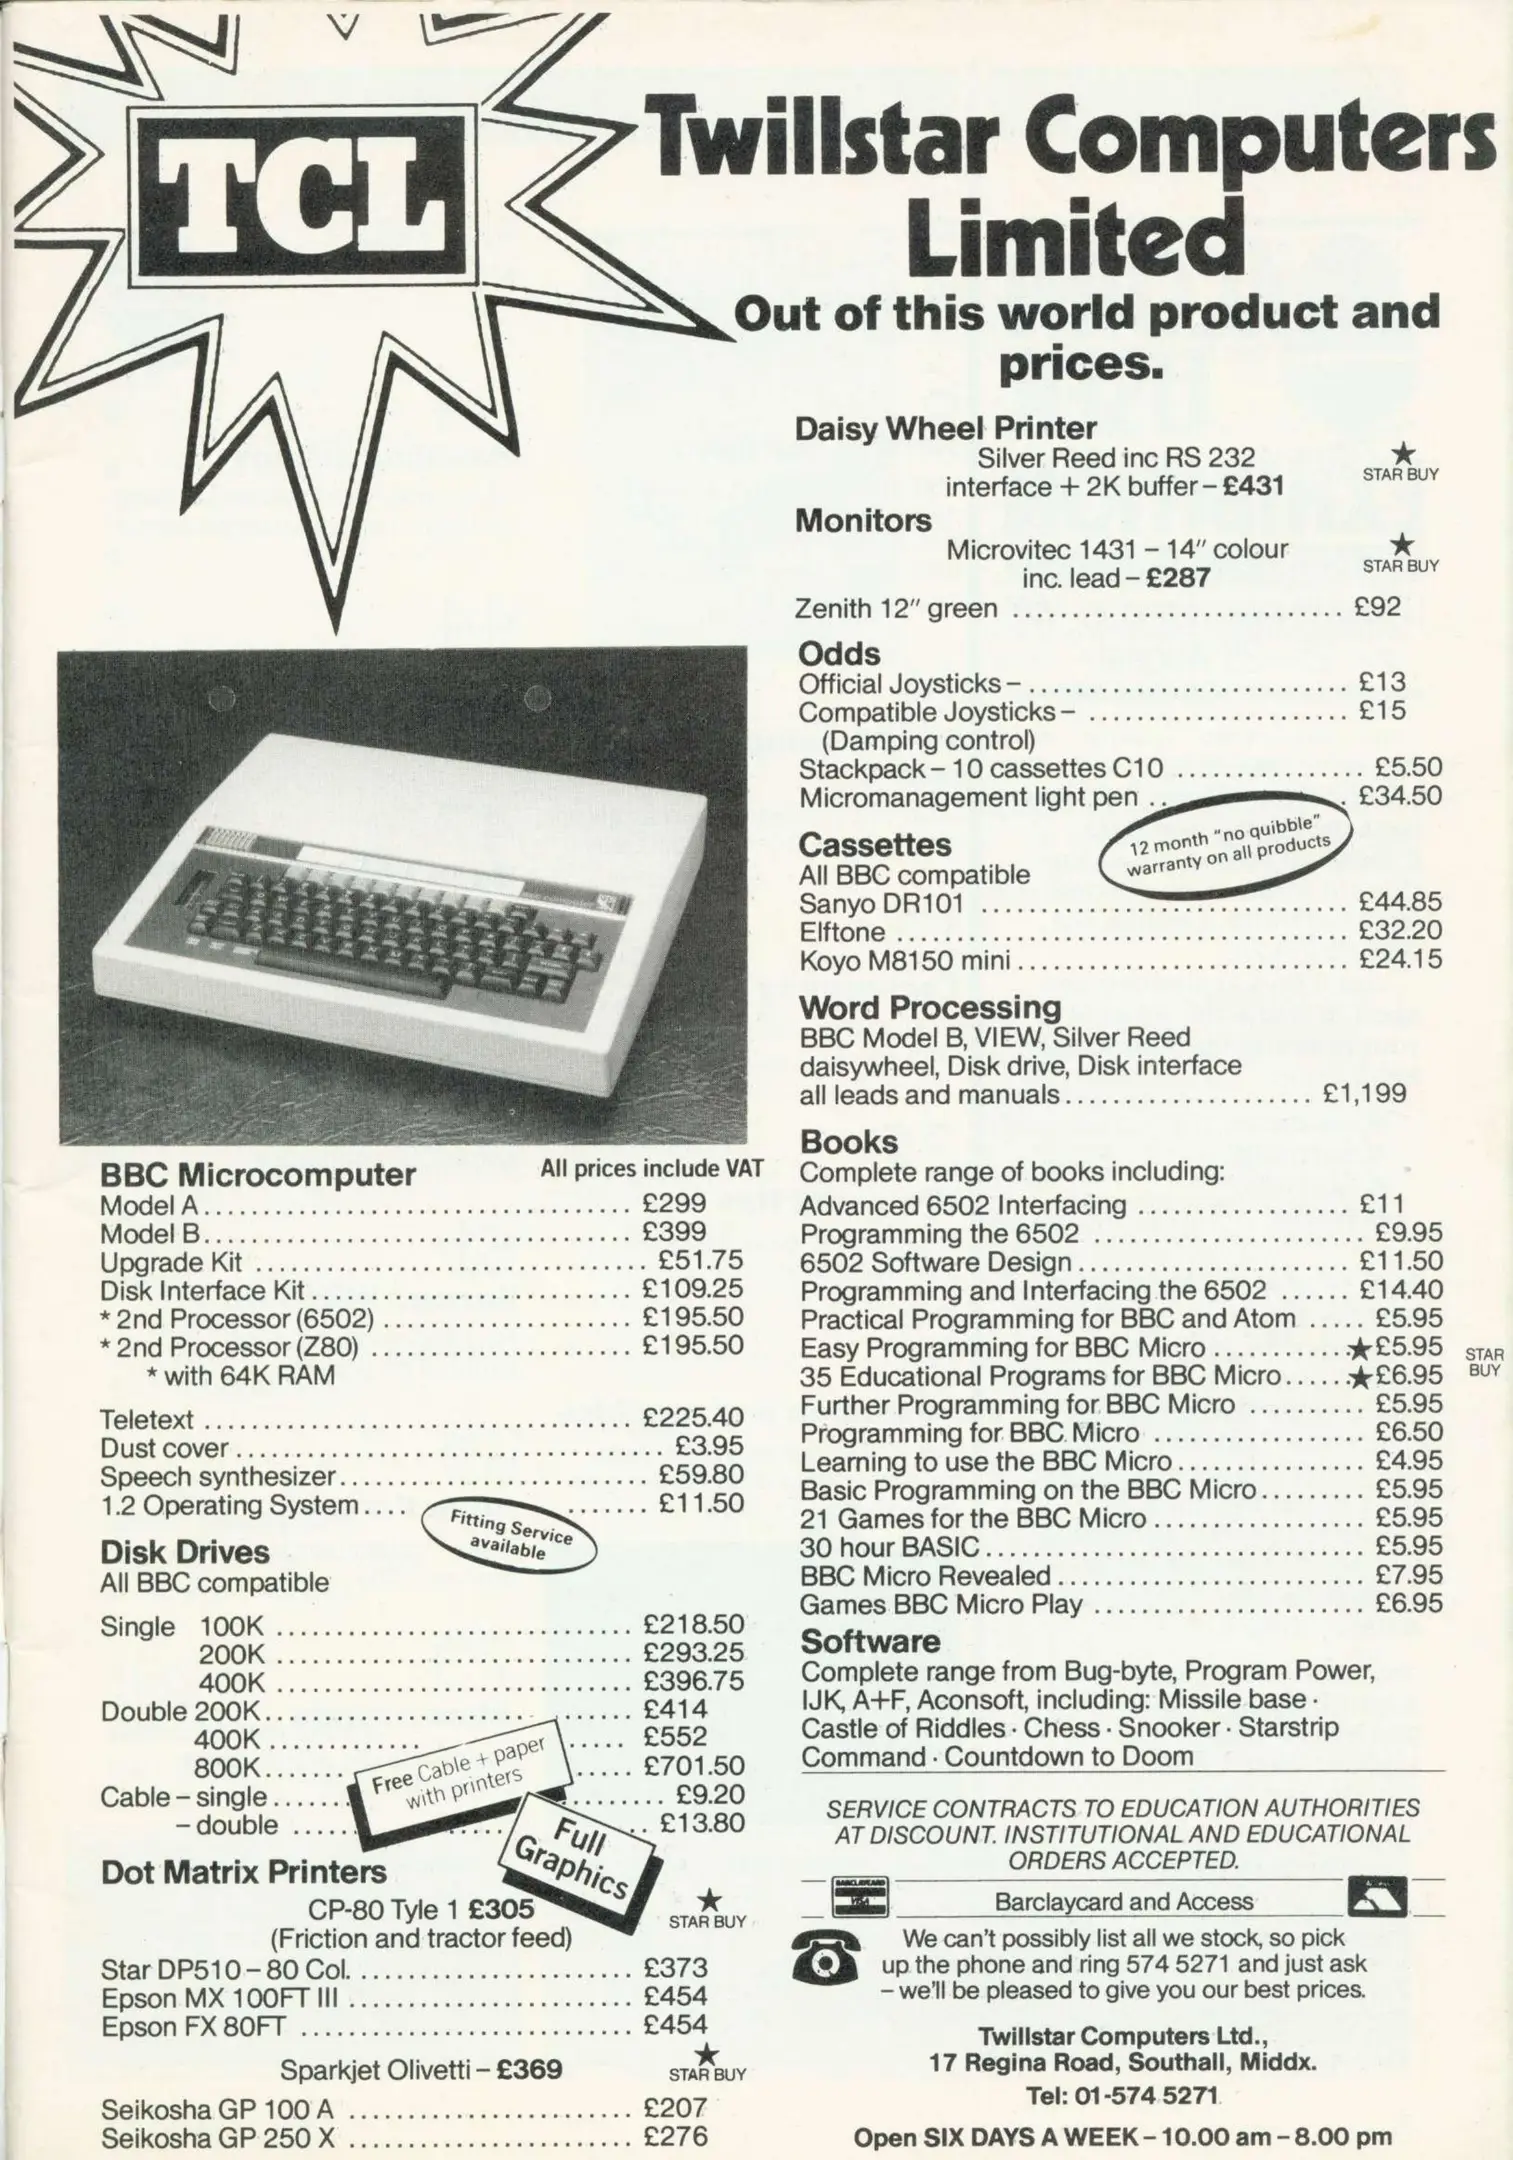 TCL
Twillstar Computers
Limited
Out of this world product and
prices.
BBC Microcomputer
All prices include VAT
Model A.................................... £299
Model B.................................... £399
Upgrade Kit ................................. £51.75
Disk Interface Kit........................... £109.25
* 2nd Processor (6502) ..................... £195.50
* 2nd Processor (Z80) ...................... £195.50
* with 64K RAM
Teletext .................................... £225.40
Dust cover .................................... £3.95
Speech synthesizer.......................... £59.80
1.2 Operating System.... ....... £11.50
Fitting Service
available
Disk Drives
All BBC compatible
Single 100K .............................. £218.50
200K .............................. £293.25
400K .............................. £396.75
Double 200K............................... £414
400K ............. ..... £552
800K....... ..... £701.50
Cable – single....... ......... £9.20
– double ..... ..... .. £13.80
Free Cable + paper
with printers
Full
Graphics
Dot Matrix Printers
CP-80 Tyle 1 £305
(Friction and tractor feed)
★
STAR BUY
Star DP510 – 80 Col. ....................... £373
Epson MX 100FT III ........................ £454
Epson FX 80FT ............................ £454
Sparkjet Olivetti – £369
★
STAR BUY
Seikosha GP 100 A ........................ £207
Seikosha GP 250 X ........................ £276
Daisy Wheel Printer
Silver Reed inc RS 232
interface + 2K buffer – £431
★
STAR BUY
Monitors
Microvitec 1431 – 14" colour
inc. lead – £287
★
STAR BUY
Zenith 12" green ............................ £92
Odds
Official Joysticks – ........................... £13
Compatible Joysticks – ...................... £15
(Damping control)
Stackpack – 10 cassettes C10 ................ £5.50
Micromanagement light pen .. . £34.50
12 month "no quibble"
warranty on all products
Cassettes
All BBC compatible
Sanyo DR101 ............................... £44.85
Elftone ...................................... £32.20
Koyo M8150 mini............................ £24.15
Word Processing
BBC Model B, VIEW, Silver Reed
daisywheel, Disk drive, Disk interface
all leads and manuals..................... £1,199
Books
Complete range of books including:
Advanced 6502 Interfacing .................. £11
Programming the 6502 ....................... £9.95
6502 Software Design....................... £11.50
Programming and Interfacing the 6502 ...... £14.40
Practical Programming for BBC and Atom ..... £5.95
Easy Programming for BBC Micro ............★£5.95
35 Educational Programs for BBC Micro......★£6.95
STAR
BUY
Further Programming for BBC Micro .......... £5.95
Programming for BBC Micro .................. £6.50
Learning to use the BBC Micro................ £4.95
Basic Programming on the BBC Micro......... £5.95
21 Games for the BBC Micro.................. £5.95
30 hour BASIC................................ £5.95
BBC Micro Revealed.......................... £7.95
Games BBC Micro Play ....................... £6.95
Software
Complete range from Bug-byte, Program Power,
IJK, A+F, Aconsoft, including: Missile base ·
Castle of Riddles · Chess · Snooker · Starstrip
Command · Countdown to Doom
SERVICE CONTRACTS TO EDUCATION AUTHORITIES
AT DISCOUNT. INSTITUTIONAL AND EDUCATIONAL
ORDERS ACCEPTED.
BARCLAYCARD
VISA
Barclaycard and Access
We can't possibly list all we stock, so pick
up the phone and ring 574 5271 and just ask
– we'll be pleased to give you our best prices.
Twillstar Computers Ltd.,
17 Regina Road, Southall, Middx.
Tel: 01-574 5271
Open SIX DAYS A WEEK – 10.00 am – 8.00 pm